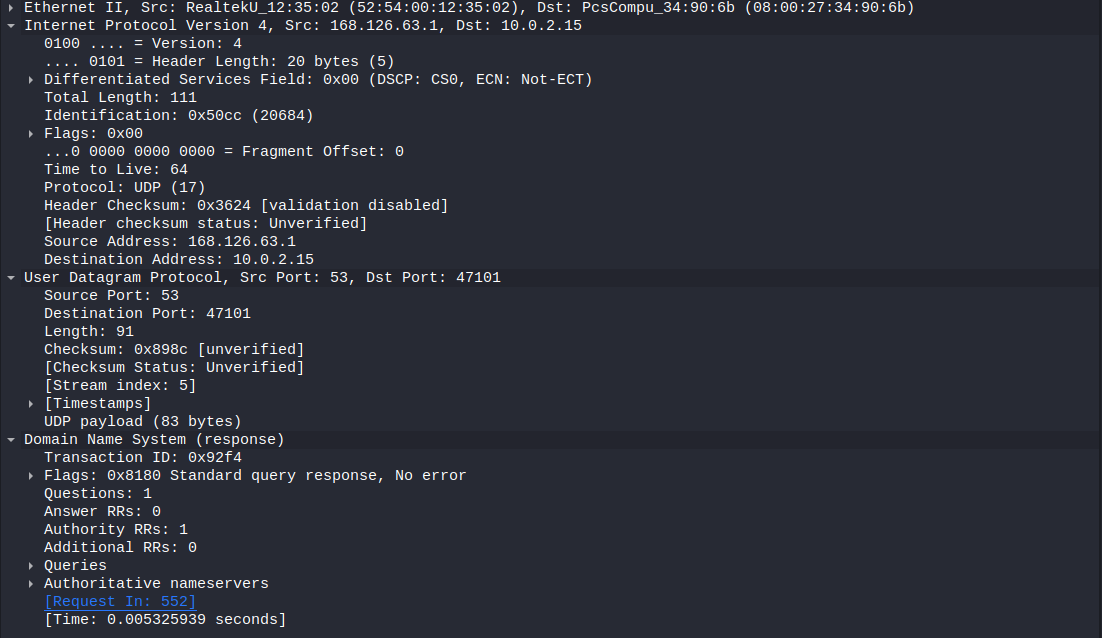 Ethernet II, Src: RealtekU_12:35:02 (52:54:00:12:35:02), Dst: PcsCompu_34:90:6b (08:00:27:34:90:6b)
Internet Protocol Version 4, Src: 168.126.63.1, Dst: 10.0.2.15
0100 .... = Version: 4
.... 0101 = Header Length: 20 bytes (5)
Differentiated Services Field: 0x00 (DSCP: CS0, ECN: Not-ECT)
Total Length: 111
Identification: 0x50cc (20684)
Flags: 0x00
...0 0000 0000 0000 = Fragment Offset: 0
Time to Live: 64
Protocol: UDP (17)
Header Checksum: 0x3624 [validation disabled]
[Header checksum status: Unverified]
Source Address: 168.126.63.1
Destination Address: 10.0.2.15
User Datagram Protocol, Src Port: 53, Dst Port: 47101
Source Port: 53
Destination Port: 47101
Length: 91
Checksum: 0x898c [unverified]
[Checksum Status: Unverified]
[Stream index: 5]
[Timestamps]
UDP payload (83 bytes)
Domain Name System (response)
Transaction ID: 0x92f4
Flags: 0x8180 Standard query response, No error
Questions: 1
Answer RRs: 0
Authority RRs: 1
Additional RRs: 0
Queries
Authoritative nameservers
[Request In: 552]
[Time: 0.005325939 seconds]